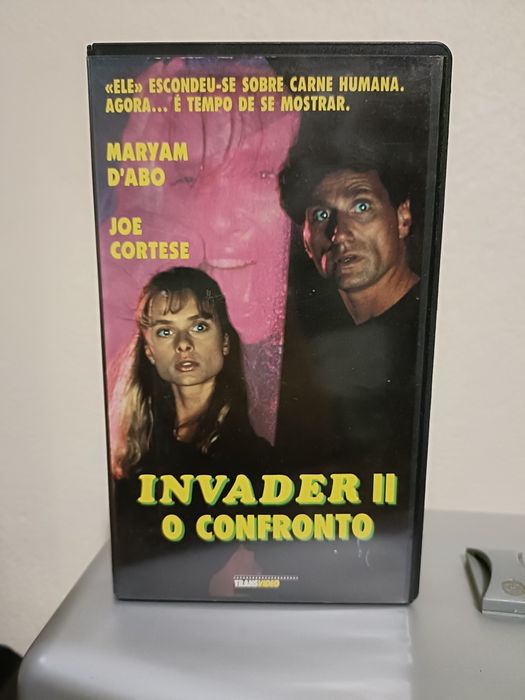 «ELE» ESCONDEU-SE SOBRE CARNE HUMANA.
AGORA... É TEMPO DE SE MOSTRAR.
MARYAM
D'ABO
JOE
CORTESE
INVADER II
O CONFRONTO
TRANSVIDEO